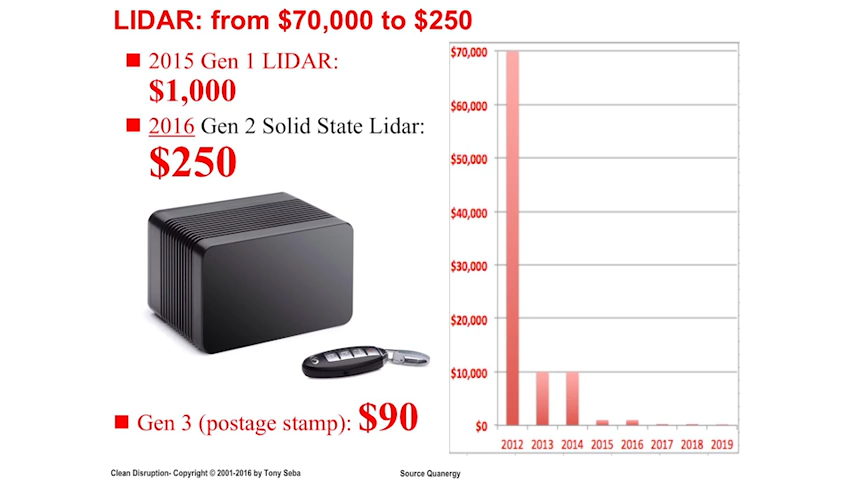 LIDAR: from $70,000 to $250
2015 Gen 1 LIDAR:
$1,000
2016 Gen 2 Solid State Lidar:
$250
Gen 3 (postage stamp): $90
$70,000
$60,000
$50,000
$40,000
$30,000
$20,000
$10,000
$0
2012 2013 2014 2015 2016 2017 2018 2019
Clean Disruption- Copyright © 2001-2016 by Tony Seba
Source Quanergy